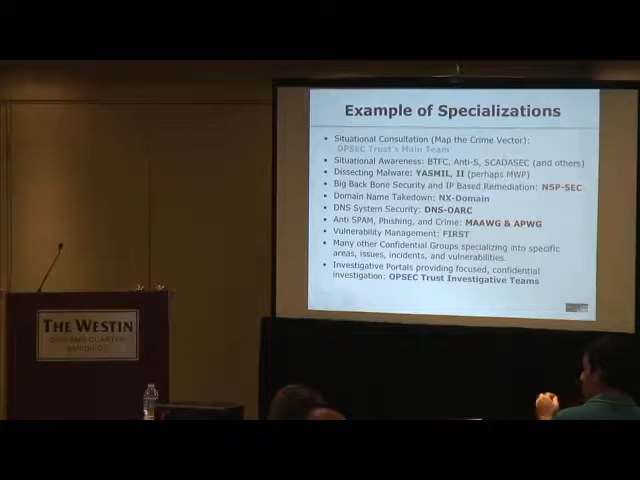 Example of Specializations
• Situational Consultation (Map the Crime Vector):
OPSEC Trust's Main Team
• Situational Awareness: BTFC, Anti-S, SCADASEC (and others)
• Dissecting Malware: YASMIL, II (perhaps MWP)
• Big Back Bone Security and IP Based Remediation: NSP-SEC
• Domain Name Takedown: NX-Domain
• DNS System Security: DNS-OARC
• Anti SPAM, Phishing, and Crime: MAAWG & APWG
• Vulnerability Management: FIRST
• Many other Confidential Groups specializing into specific
areas, issues, incidents, and vulnerabilities.
• Investigative Portals providing focused, confidential
investigation: OPSEC Trust Investigative Teams
THE WESTIN
GASLAMP QUARTER
SAN DIEGO